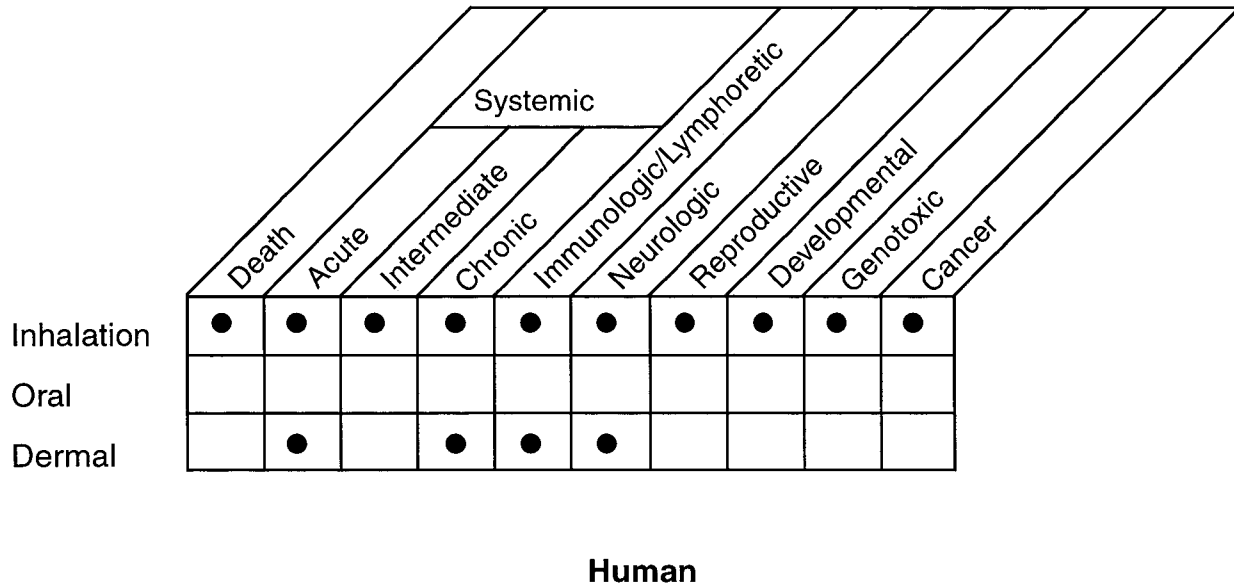 Systemic
Death
Acute
Intermediate
Chronic
Immunologic/Lymphoretic
Neurologic
Reproductive
Developmental
Genotoxic
Cancer
Inhalation
Oral
Dermal
Human